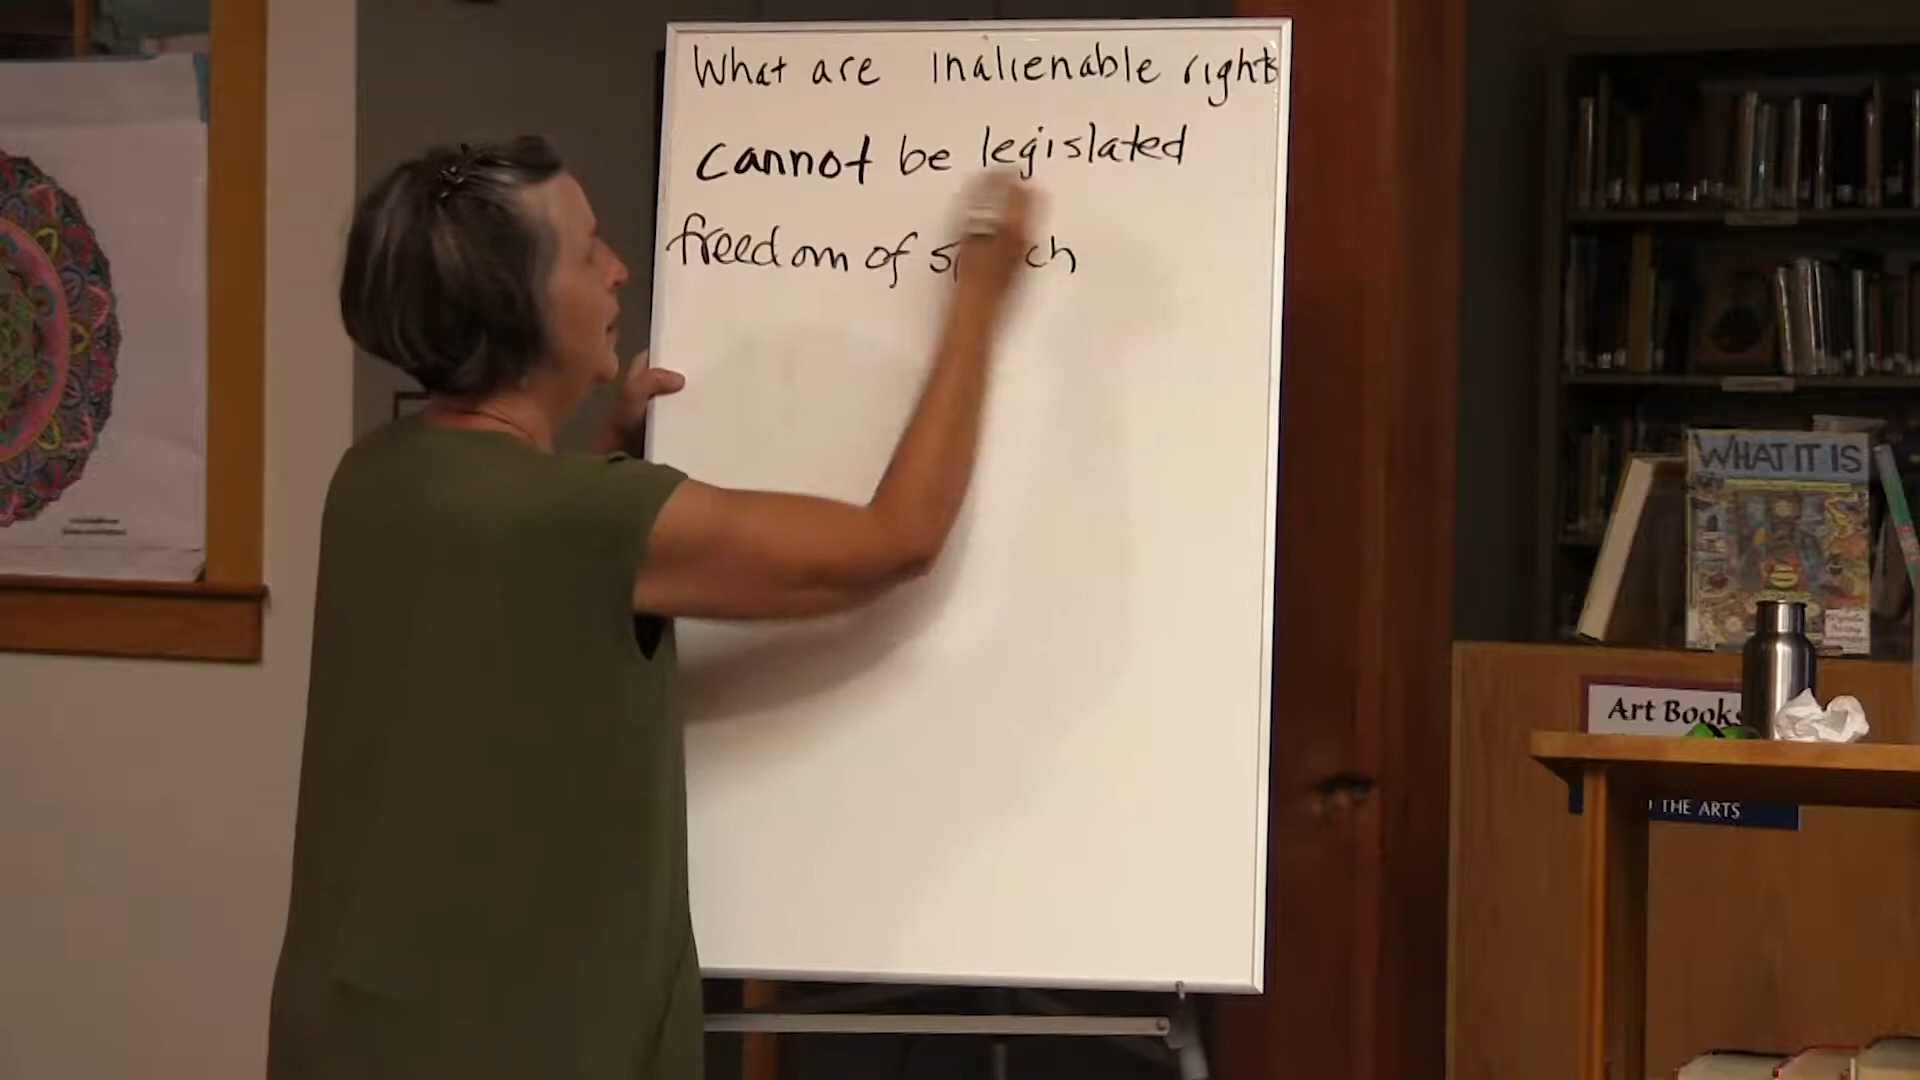 What are inalienable rights
cannot be legislated
freedom of
WHAT IT IS
Art Books
THE ARTS